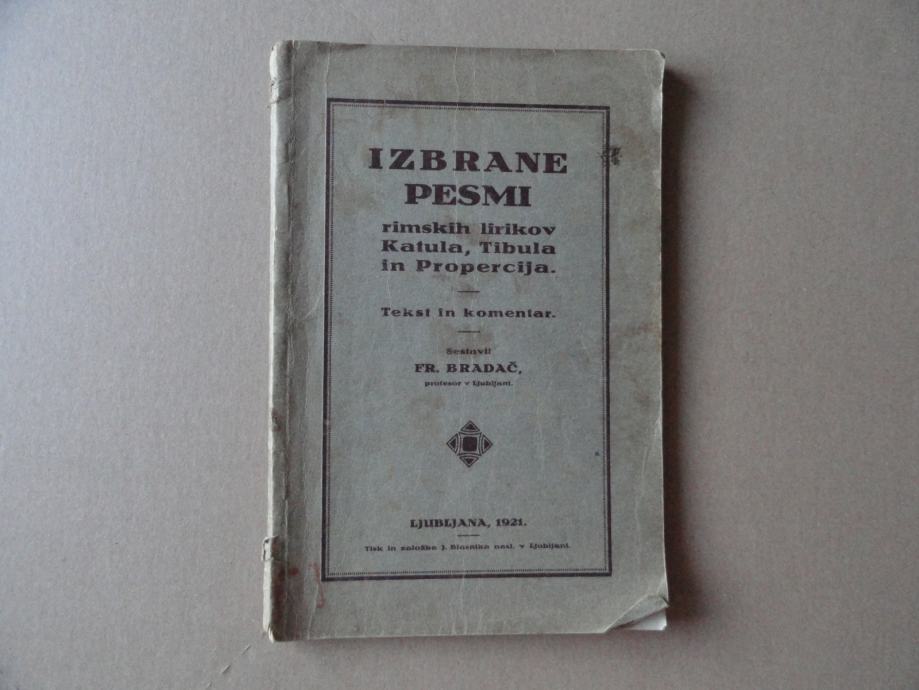 IZBRANE
PESMI
rimskih lirikov
Katula, Tibula
in Propercija.
Tekst in komentar.
Sestavil
FR. BRADAČ,
profesor v Ljubljani.
LJUBLJANA, 1921.
Tisk in založba J. Blasnika nasl. v Ljubljani.